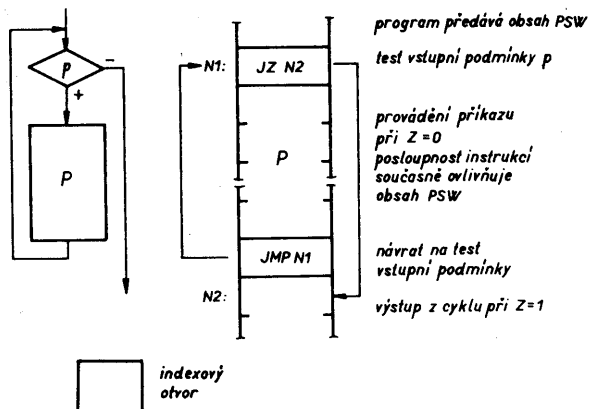 p
−
+
P
N1:
JZ N2
P
JMP N1
N2:
program předává obsah PSW
test vstupní podmínky p
provádění příkazu
při Z=0
posloupnost instrukcí
současně ovlivňuje
obsah PSW
návrat na test
vstupní podmínky
výstup z cyklu při Z=1
indexový
otvor